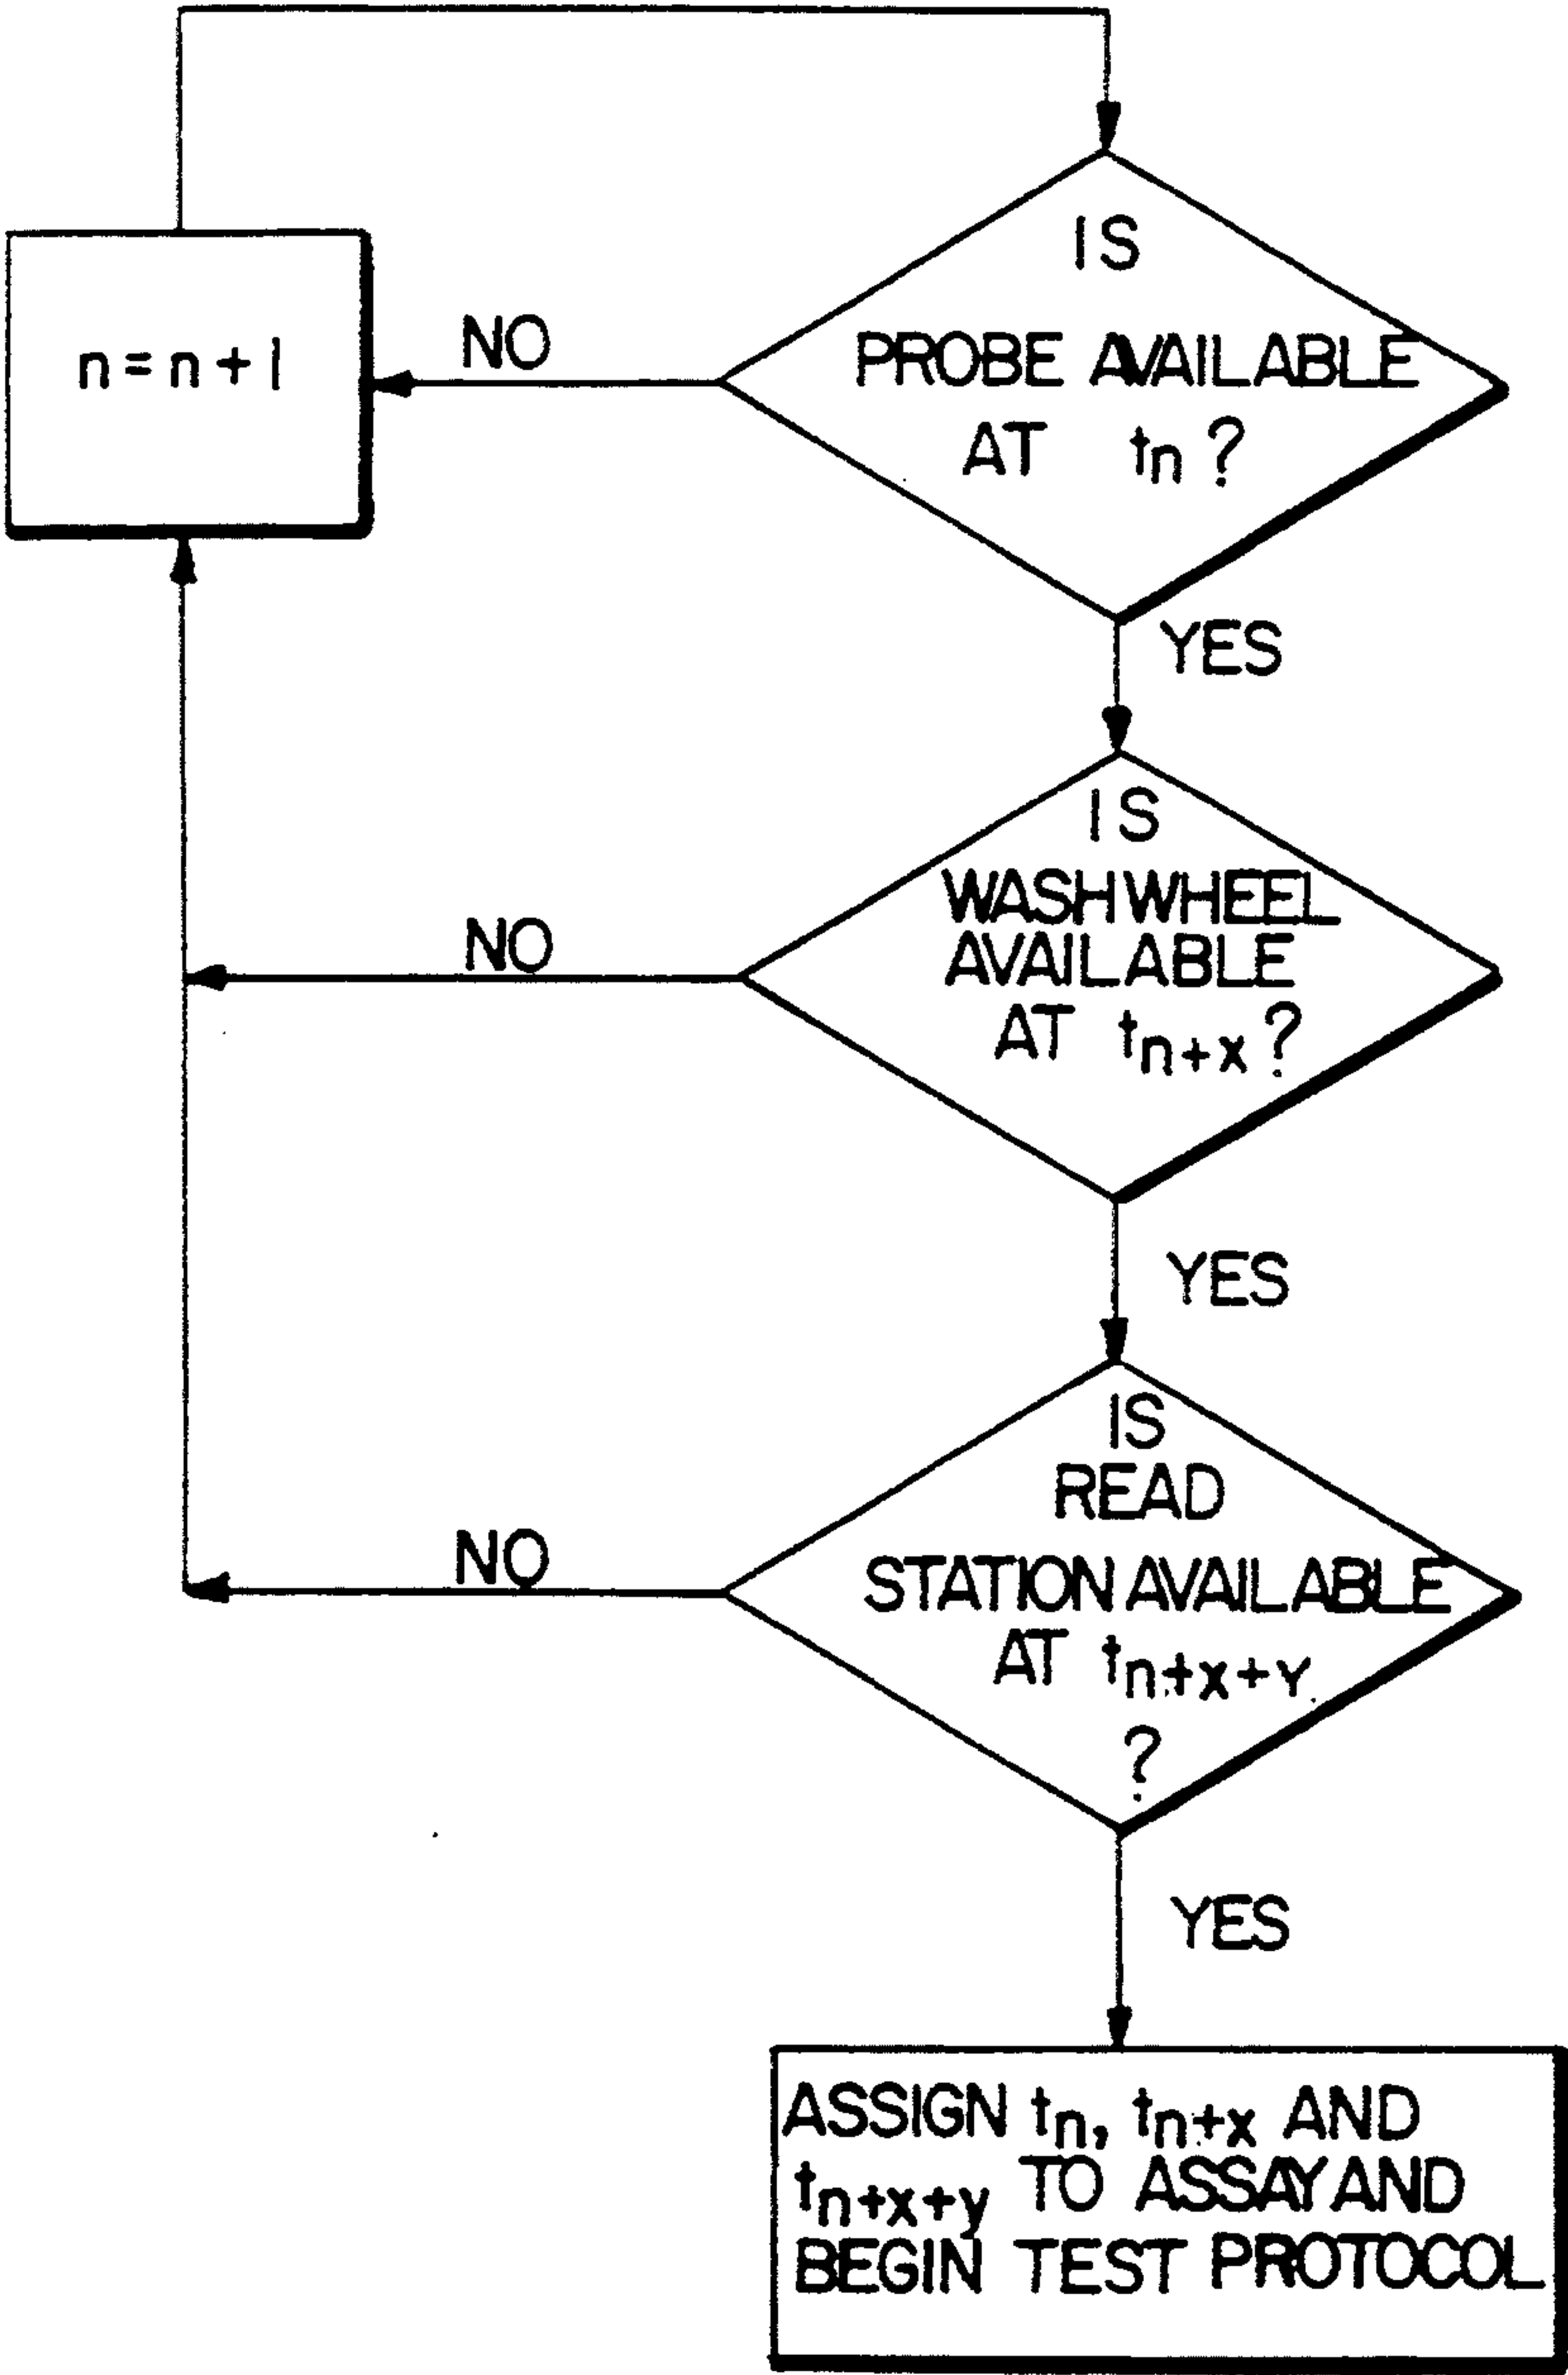 IS
PROBE AVAILABLE
AT tn ?
NO
n=n+1
YES
IS
WASH WHEEL
AVAILABLE
AT tn+x ?
NO
YES
IS
READ
STATION AVAILABLE
AT tn+x+Y
?
NO
YES
ASSIGN tn, tn+x AND
tn+x+y TO ASSAY AND
BEGIN TEST PROTOCOL